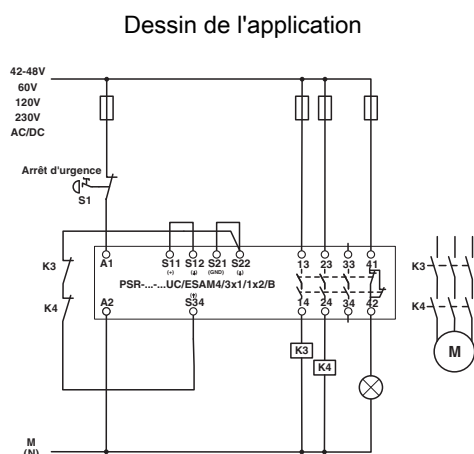 Dessin de l'application
42-48V
60V
120V
230V
AC/DC
Arrêt d'urgence
S1
A1 S11 S12 S21 S22 13 23 33 41
(+) (GND)
K3 K3
PSR-...-...UC/ESAM4/3x1/1x2/B
K4 K4
A2 S34 14 24 34 42
K3
M
K4
M
(N)